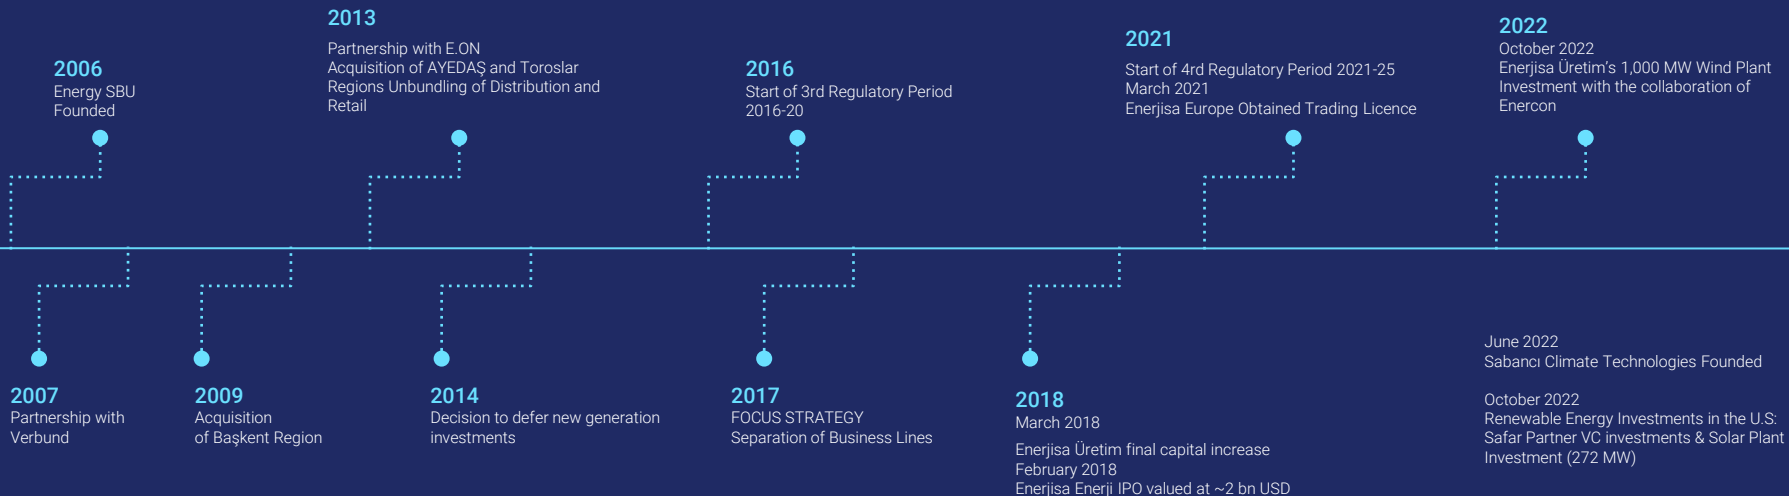 2006
Energy SBU
Founded
2013
Partnership with E.ON
Acquisition of AYEDAŞ and Toroslar
Regions Unbundling of Distribution and
Retail
2016
Start of 3rd Regulatory Period
2016-20
2021
Start of 4rd Regulatory Period 2021-25
March 2021
Enerjisa Europe Obtained Trading Licence
2022
October 2022
Enerjisa Üretim’s 1,000 MW Wind Plant
Investment with the collaboration of
Enercon
2007
Partnership with
Verbund
2009
Acquisition
of Başkent Region
2014
Decision to defer new generation
investments
2017
FOCUS STRATEGY
Separation of Business Lines
2018
March 2018
Enerjisa Üretim final capital increase
February 2018
Enerjisa Enerji IPO valued at ~2 bn USD
June 2022
Sabancı Climate Technologies Founded
October 2022
Renewable Energy Investments in the U.S:
Safar Partner VC investments & Solar Plant
Investment (272 MW)